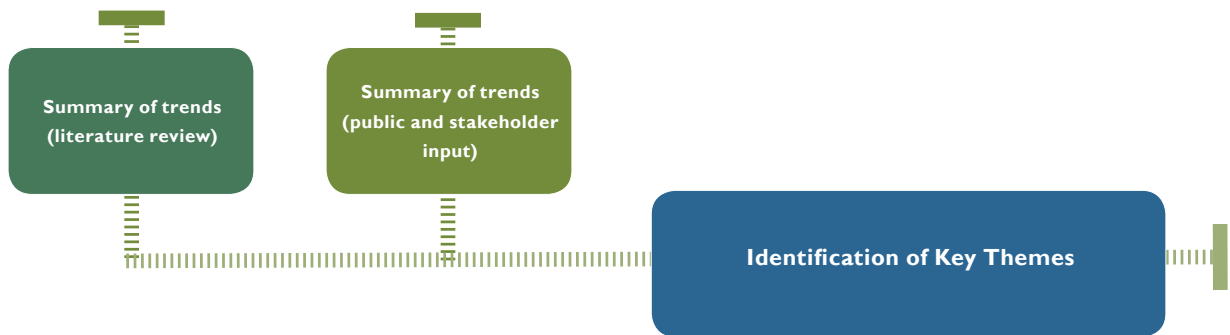 Summary of trends
(literature review)
Summary of trends
(public and stakeholder
input)
Identification of Key Themes